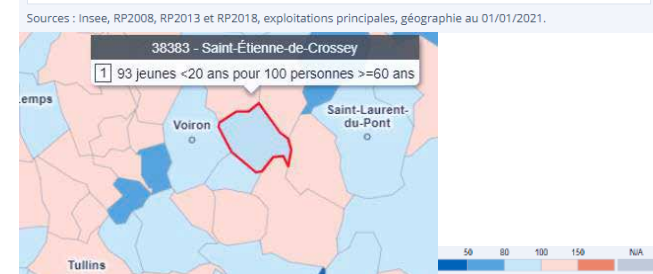 Sources : Insee, RP2008, RP2013 et RP2018, exploitations principales, géographie au 01/01/2021.
38383 - Saint-Étienne-de-Crossey
1 93 jeunes <20 ans pour 100 personnes >=60 ans
emps
Voiron
Saint-Laurent-
du-Pont
Tullins
50 80 100 150 N/A